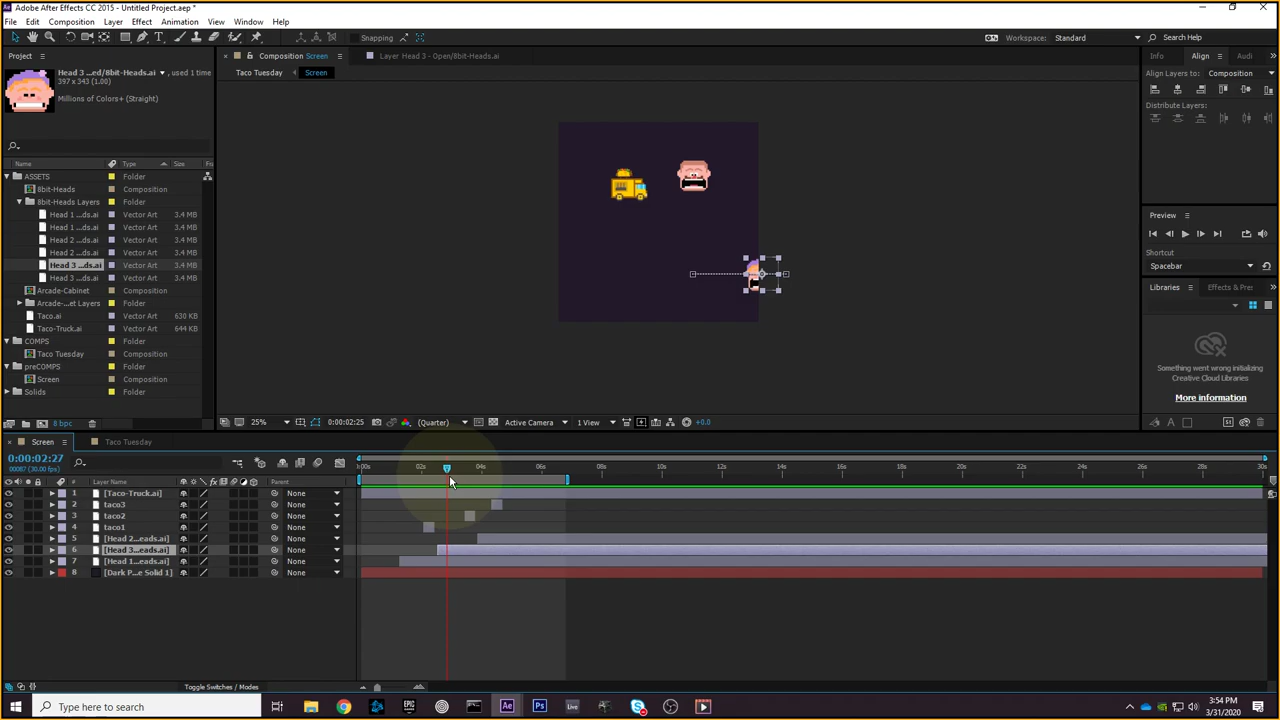 Adobe After Effects CC 2015 - Untitled Project.aep *
File Edit Composition Layer Effect Animation View Window Help
Snapping
Workspace: Standard
Search Help
Project
Composition Screen
Layer Head 3 - Open/8bit-Heads.ai
Info Align Audi
Head 3 ...ed/8bit-Heads.ai , used 1 time
397 x 343 (1.00)
Millions of Colors+ (Straight)
Taco Tuesday Screen
Align Layers to: Composition
Distribute Layers:
Name Type Size Fo
ASSETS Folder
8bit-Heads Composition
8bit-Heads Layers Folder
Head 1 ...ds.ai Vector Art 3.4 MB
Head 1 ...ds.ai Vector Art 3.4 MB
Head 2 ...ds.ai Vector Art 3.4 MB
Head 2 ...ds.ai Vector Art 3.4 MB
Head 3 ...ds.ai Vector Art 3.4 MB
Head 3 ...ds.ai Vector Art 3.4 MB
Arcade-Cabinet Composition
Arcade-...et Layers Folder
Taco.ai Vector Art 630 KB
Taco-Truck.ai Vector Art 644 KB
COMPS Folder
Taco Tuesday Composition
preCOMPS Folder
Screen Composition
Solids Folder
Preview
Shortcut
Spacebar
Libraries Effects & Pre
Something went wrong initializing Creative Cloud Libraries
More information
8 bpc
25% 0:00:02:25 (Quarter) Active Camera 1 View +0.0
Screen Taco Tuesday
0:00:02:27
00087 (30.00 fps)
:00s 02s 04s 06s 08s 10s 12s 14s 16s 18s 20s 22s 24s 26s 28s 30s
# Layer Name Parent
1 [Taco-Truck.ai] None
2 taco3 None
3 taco2 None
4 taco1 None
5 [Head 2...eads.ai] None
6 [Head 3...eads.ai] None
7 [Head 1...eads.ai] None
8 [Dark P...e Solid 1] None
Toggle Switches / Modes
Type here to search
EPIC
Live
3:54 PM
3/31/2020